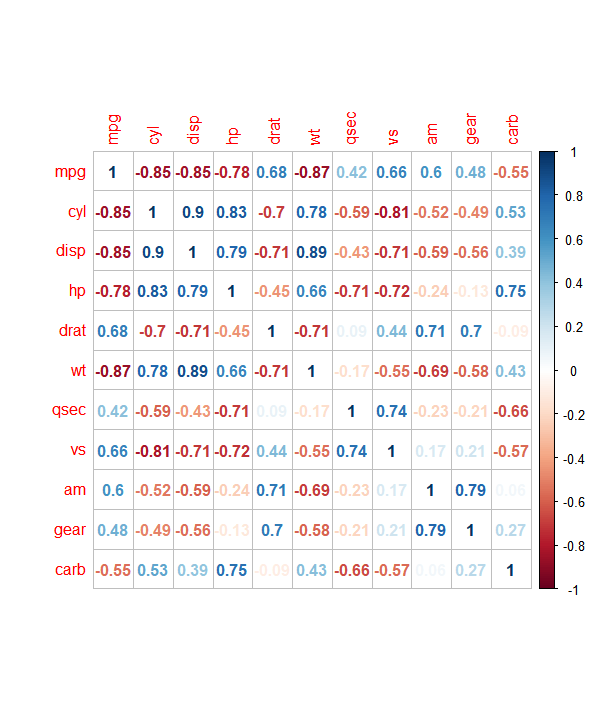 mpg cyl disp hp drat wt qsec vs am gear carb
mpg 1 -0.85 -0.85 -0.78 0.68 -0.87 0.42 0.66 0.6 0.48 -0.55
cyl -0.85 1 0.9 0.83 -0.7 0.78 -0.59 -0.81 -0.52 -0.49 0.53
disp -0.85 0.9 1 0.79 -0.71 0.89 -0.43 -0.71 -0.59 -0.56 0.39
hp -0.78 0.83 0.79 1 -0.45 0.66 -0.71 -0.72 -0.24 -0.13 0.75
drat 0.68 -0.7 -0.71 -0.45 1 -0.71 0.09 0.44 0.71 0.7 -0.09
wt -0.87 0.78 0.89 0.66 -0.71 1 -0.17 -0.55 -0.69 -0.58 0.43
qsec 0.42 -0.59 -0.43 -0.71 0.09 -0.17 1 0.74 -0.23 -0.21 -0.66
vs 0.66 -0.81 -0.71 -0.72 0.44 -0.55 0.74 1 0.17 0.21 -0.57
am 0.6 -0.52 -0.59 -0.24 0.71 -0.69 -0.23 0.17 1 0.79 0.06
gear 0.48 -0.49 -0.56 -0.13 0.7 -0.58 -0.21 0.21 0.79 1 0.27
carb -0.55 0.53 0.39 0.75 -0.09 0.43 -0.66 -0.57 0.06 0.27 1
1
0.8
0.6
0.4
0.2
0
-0.2
-0.4
-0.6
-0.8
-1